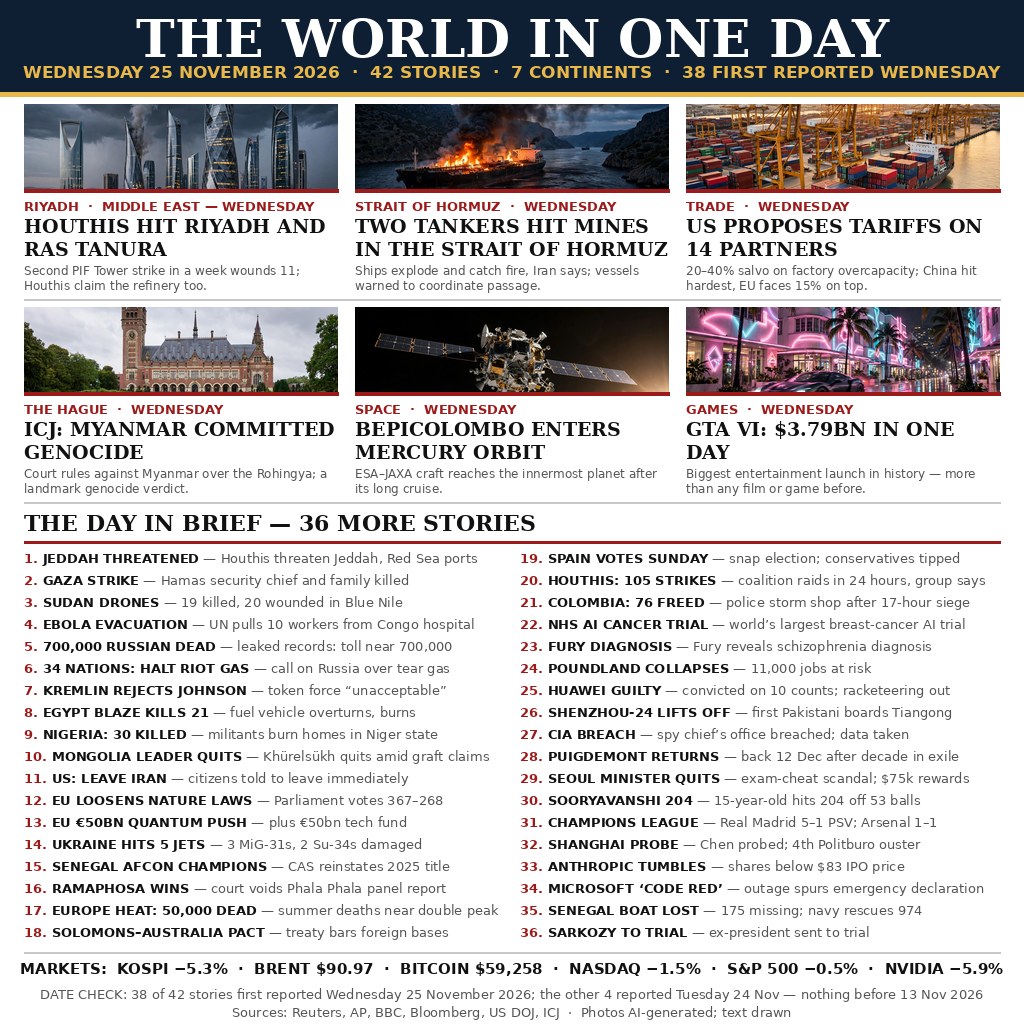 THE WORLD IN ONE DAY
WEDNESDAY 25 NOVEMBER 2026 · 42 STORIES · 7 CONTINENTS · 38 FIRST REPORTED WEDNESDAY
RIYADH · MIDDLE EAST — WEDNESDAY
HOUTHIS HIT RIYADH AND
RAS TANURA
Second PIF Tower strike in a week wounds 11;
Houthis claim the refinery too.
STRAIT OF HORMUZ · WEDNESDAY
TWO TANKERS HIT MINES
IN THE STRAIT OF HORMUZ
Ships explode and catch fire, Iran says; vessels
warned to coordinate passage.
TRADE · WEDNESDAY
US PROPOSES TARIFFS ON
14 PARTNERS
20–40% salvo on factory overcapacity; China hit
hardest, EU faces 15% on top.
THE HAGUE · WEDNESDAY
ICJ: MYANMAR COMMITTED
GENOCIDE
Court rules against Myanmar over the Rohingya; a
landmark genocide verdict.
SPACE · WEDNESDAY
BEPICOLOMBO ENTERS
MERCURY ORBIT
ESA–JAXA craft reaches the innermost planet after
its long cruise.
GAMES · WEDNESDAY
GTA VI: $3.79BN IN ONE
DAY
Biggest entertainment launch in history — more
than any film or game before.
THE DAY IN BRIEF — 36 MORE STORIES
1. JEDDAH THREATENED — Houthis threaten Jeddah, Red Sea ports
2. GAZA STRIKE — Hamas security chief and family killed
3. SUDAN DRONES — 19 killed, 20 wounded in Blue Nile
4. EBOLA EVACUATION — UN pulls 10 workers from Congo hospital
5. 700,000 RUSSIAN DEAD — leaked records: toll near 700,000
6. 34 NATIONS: HALT RIOT GAS — call on Russia over tear gas
7. KREMLIN REJECTS JOHNSON — token force “unacceptable”
8. EGYPT BLAZE KILLS 21 — fuel vehicle overturns, burns
9. NIGERIA: 30 KILLED — militants burn homes in Niger state
10. MONGOLIA LEADER QUITS — Khürelsükh quits amid graft claims
11. US: LEAVE IRAN — citizens told to leave immediately
12. EU LOOSENS NATURE LAWS — Parliament votes 367–268
13. EU €50BN QUANTUM PUSH — plus €50bn tech fund
14. UKRAINE HITS 5 JETS — 3 MiG-31s, 2 Su-34s damaged
15. SENEGAL AFCON CHAMPIONS — CAS reinstates 2025 title
16. RAMAPHOSA WINS — court voids Phala Phala panel report
17. EUROPE HEAT: 50,000 DEAD — summer deaths near double peak
18. SOLOMONS–AUSTRALIA PACT — treaty bars foreign bases
19. SPAIN VOTES SUNDAY — snap election; conservatives tipped
20. HOUTHIS: 105 STRIKES — coalition raids in 24 hours, group says
21. COLOMBIA: 76 FREED — police storm shop after 17-hour siege
22. NHS AI CANCER TRIAL — world’s largest breast-cancer AI trial
23. FURY DIAGNOSIS — Fury reveals schizophrenia diagnosis
24. POUNDLAND COLLAPSES — 11,000 jobs at risk
25. HUAWEI GUILTY — convicted on 10 counts; racketeering out
26. SHENZHOU-24 LIFTS OFF — first Pakistani boards Tiangong
27. CIA BREACH — spy chief’s office breached; data taken
28. PUIGDEMONT RETURNS — back 12 Dec after decade in exile
29. SEOUL MINISTER QUITS — exam-cheat scandal; $75k rewards
30. SOORYAVANSHI 204 — 15-year-old hits 204 off 53 balls
31. CHAMPIONS LEAGUE — Real Madrid 5–1 PSV; Arsenal 1–1
32. SHANGHAI PROBE — Chen probed; 4th Politburo ouster
33. ANTHROPIC TUMBLES — shares below $83 IPO price
34. MICROSOFT ‘CODE RED’ — outage spurs emergency declaration
35. SENEGAL BOAT LOST — 175 missing; navy rescues 974
36. SARKOZY TO TRIAL — ex-president sent to trial
MARKETS: KOSPI −5.3% · BRENT $90.97 · BITCOIN $59,258 · NASDAQ −1.5% · S&P 500 −0.5% · NVIDIA −5.9%
DATE CHECK: 38 of 42 stories first reported Wednesday 25 November 2026; the other 4 reported Tuesday 24 Nov — nothing before 13 Nov 2026
Sources: Reuters, AP, BBC, Bloomberg, US DOJ, ICJ · Photos AI-generated; text drawn